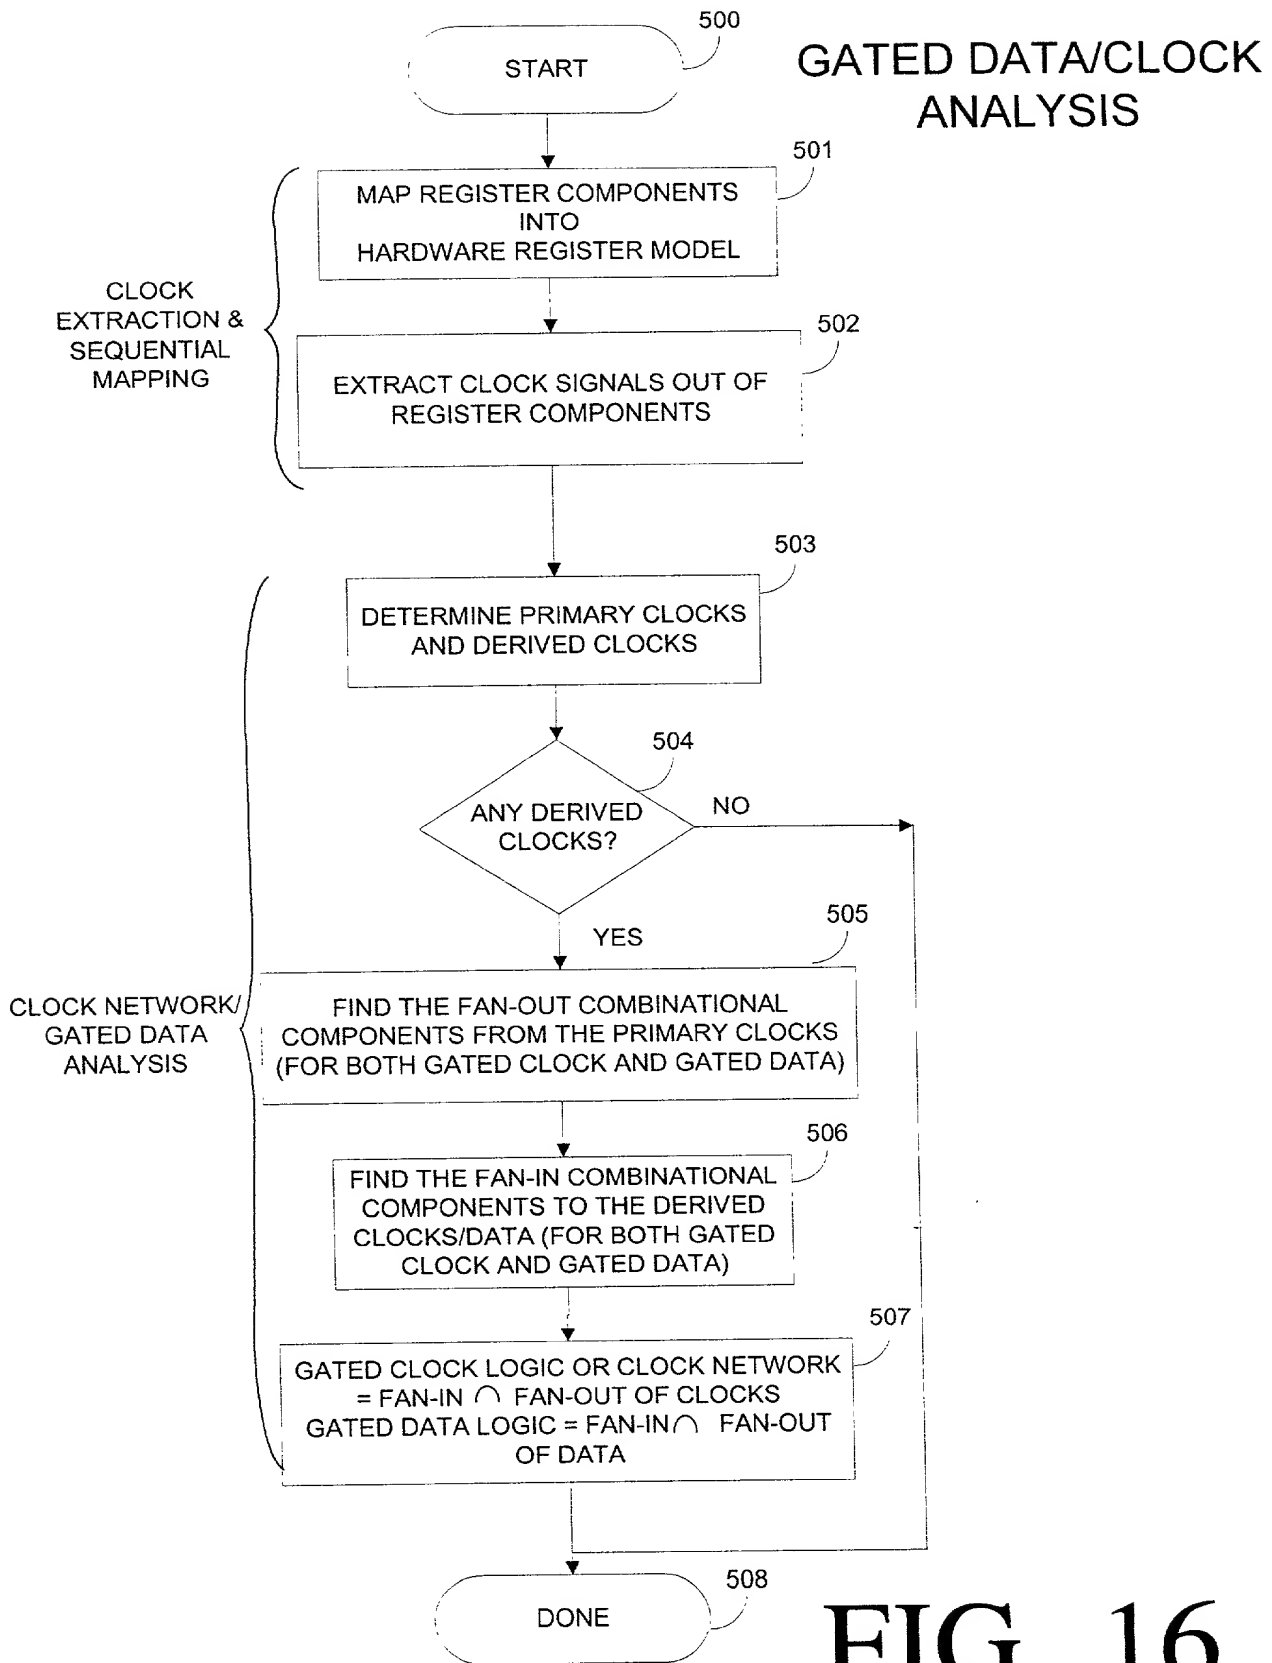 500
START
GATED DATA/CLOCK
ANALYSIS
501
MAP REGISTER COMPONENTS
INTO
HARDWARE REGISTER MODEL
CLOCK
EXTRACTION &
SEQUENTIAL
MAPPING
502
EXTRACT CLOCK SIGNALS OUT OF
REGISTER COMPONENTS
503
DETERMINE PRIMARY CLOCKS
AND DERIVED CLOCKS
504
ANY DERIVED
CLOCKS?
NO
YES
505
FIND THE FAN-OUT COMBINATIONAL
COMPONENTS FROM THE PRIMARY CLOCKS
(FOR BOTH GATED CLOCK AND GATED DATA)
CLOCK NETWORK/
GATED DATA
ANALYSIS
506
FIND THE FAN-IN COMBINATIONAL
COMPONENTS TO THE DERIVED
CLOCKS/DATA (FOR BOTH GATED
CLOCK AND GATED DATA)
507
GATED CLOCK LOGIC OR CLOCK NETWORK
= FAN-IN ∩ FAN-OUT OF CLOCKS
GATED DATA LOGIC = FAN-IN ∩ FAN-OUT
OF DATA
508
DONE
FIG. 16